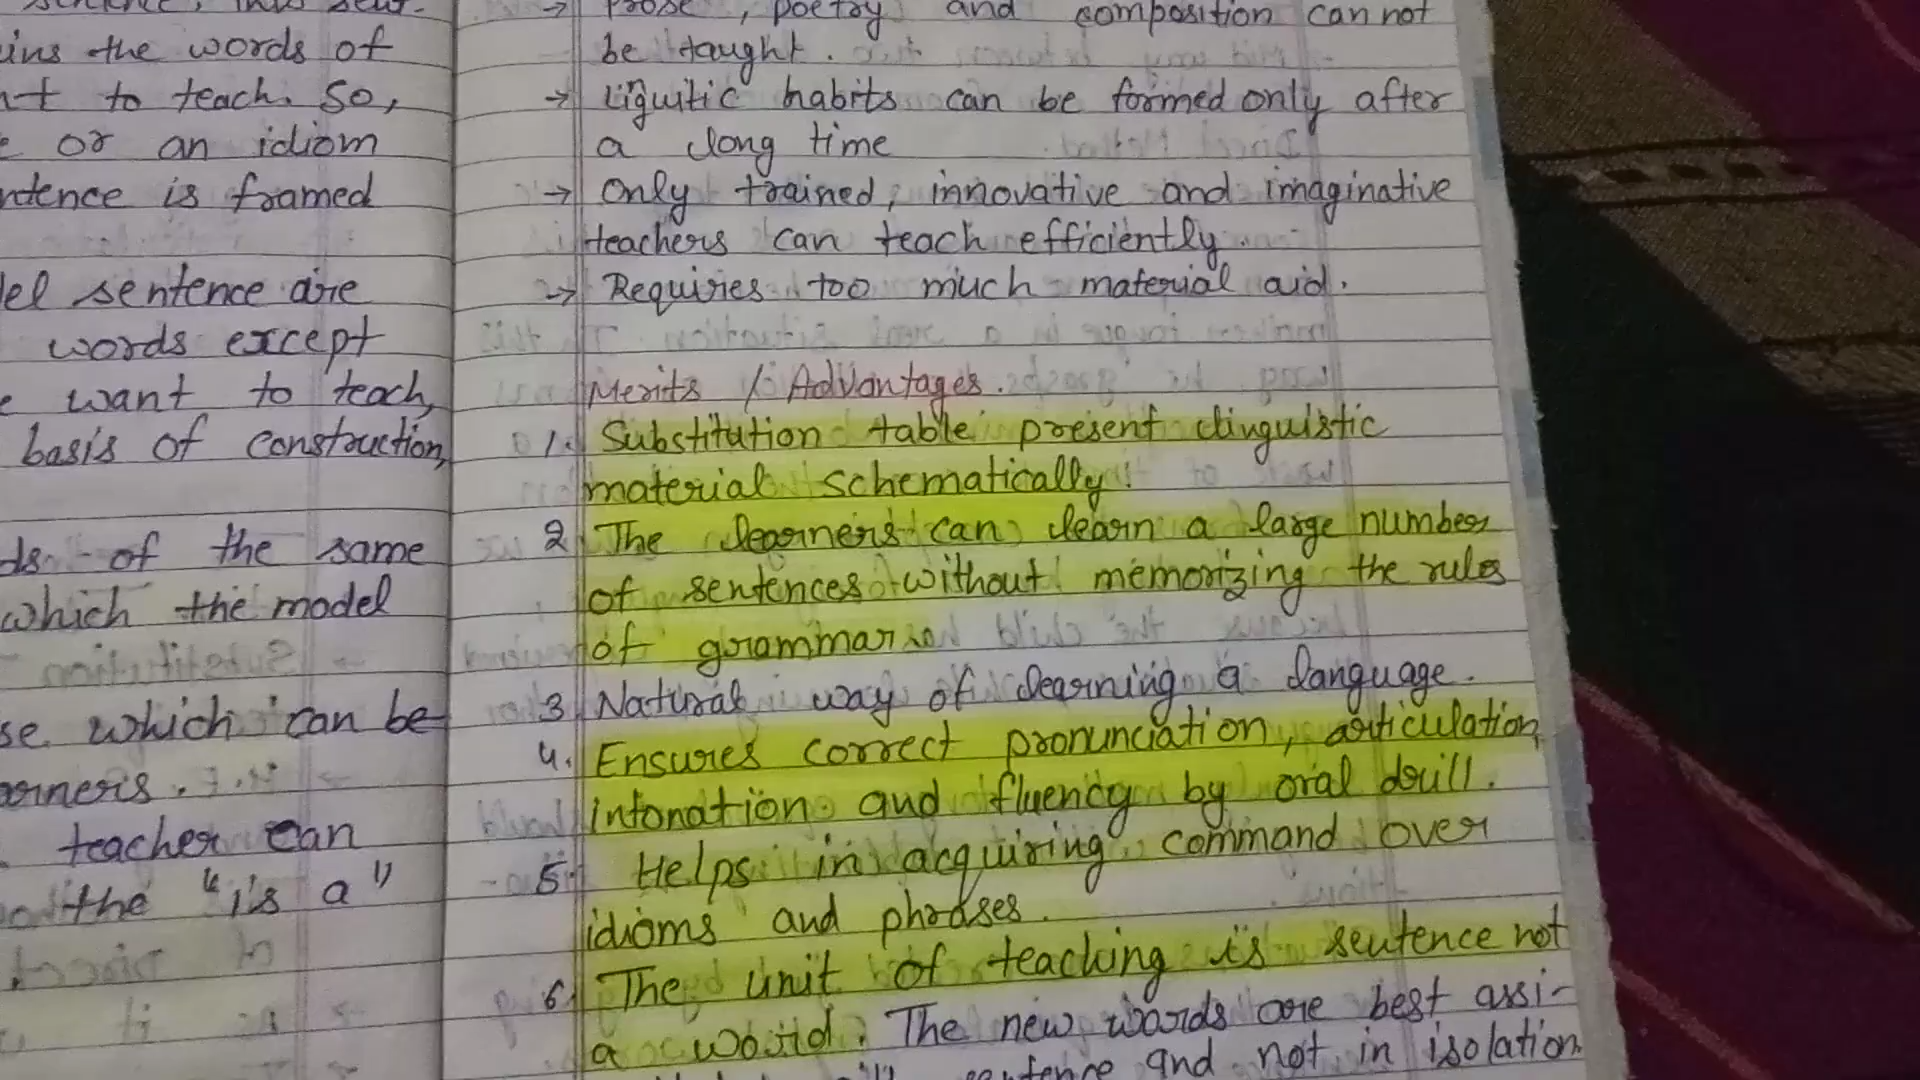 ins the words of
to teach. So,
or an idiom
ntence is framed
del sentence are
words except
want to teach,
basis of construction,
ds of the same
which the model
se which can be
arners.
teacher can
the "is a"
→ Prose, poetry and composition can not
be taught.
→ Liguitic habits can be formed only after
a long time
→ Only trained, innovative and imaginative
teachers can teach efficiently.
→ Requires too much material aid.
Merits / Advantages.
1. Substitution table present linguistic
material schematically.
2 The learners can learn a large number
of sentences without memorizing the rules
of grammar
3 Natural way of learning a language.
4. Ensures correct pronunciation, articulation,
intonation and fluency by oral drill.
5. Helps in acquiring command over
idioms and phrases.
6. The unit of teaching is sentence not
a word. The new words are best assi-
sentence and not in isolation